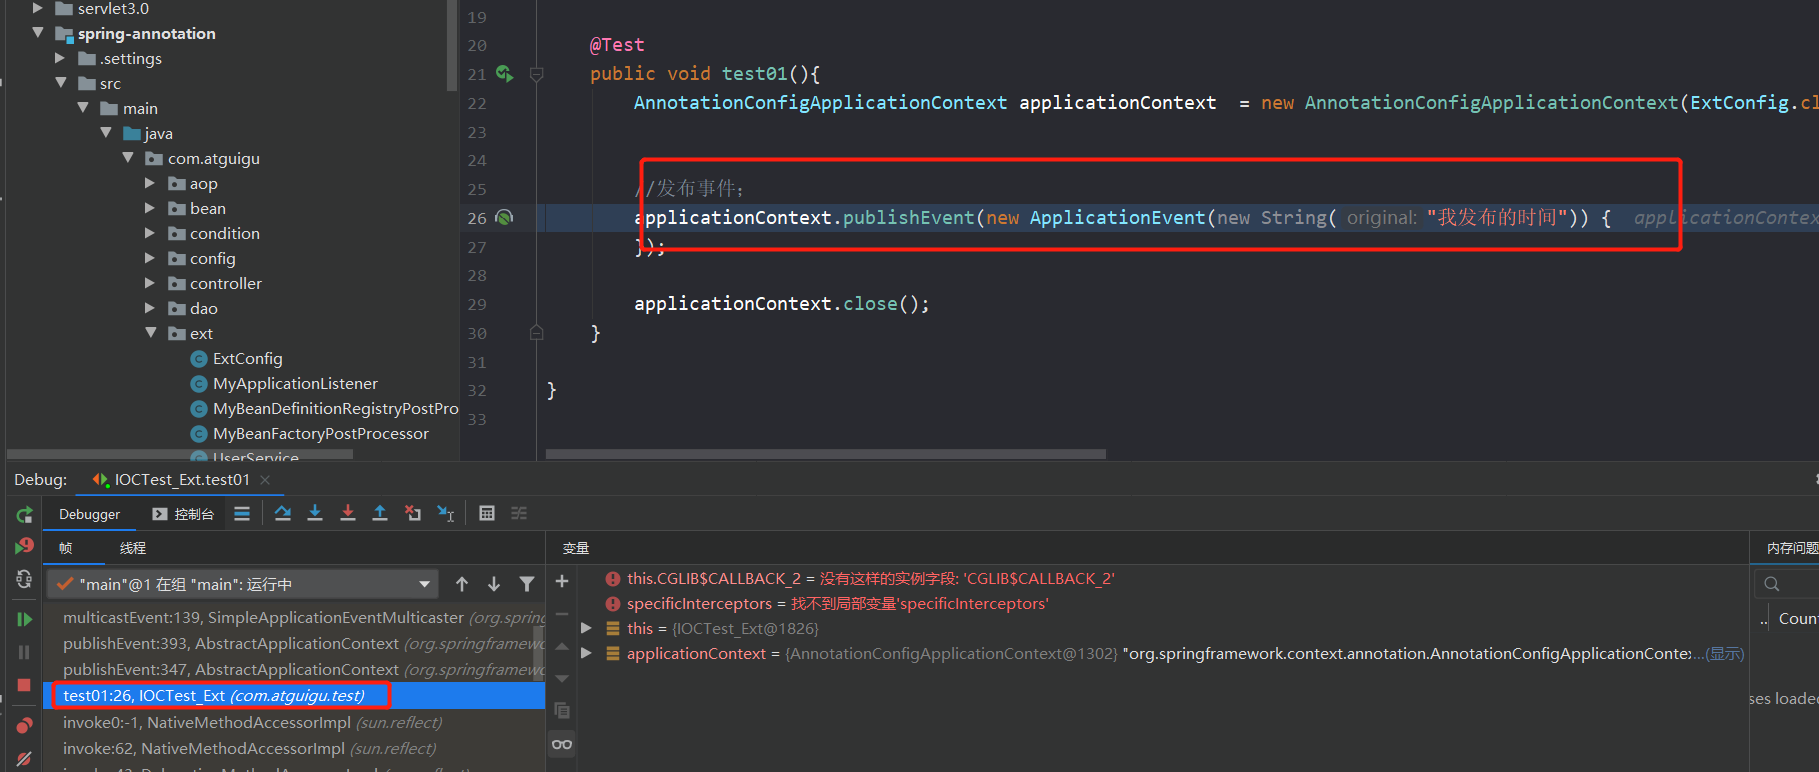 servlet3.0
spring-annotation
.settings
src
main
java
com.atguigu
aop
bean
condition
config
controller
dao
ext
ExtConfig
MyApplicationListener
MyBeanDefinitionRegistryPostPro
MyBeanFactoryPostProcessor
UserService
19
20 @Test
21 public void test01(){
22 AnnotationConfigApplicationContext applicationContext = new AnnotationConfigApplicationContext(ExtConfig.cl
23
24
25 //发布事件;
26 applicationContext.publishEvent(new ApplicationEvent(new String( original: "我发布的时间")) { applicationContex
27 });
28
29 applicationContext.close();
30 }
31
32 }
33
Debug: IOCTest_Ext.test01 ×
Debugger 控制台
帧 线程 变量 内存问题
"main"@1 在组 "main": 运行中
multicastEvent:139, SimpleApplicationEventMulticaster (org.spring
publishEvent:393, AbstractApplicationContext (org.springframewo
publishEvent:347, AbstractApplicationContext (org.springframewo
test01:26, IOCTest_Ext (com.atguigu.test)
invoke0:-1, NativeMethodAccessorImpl (sun.reflect)
invoke:62, NativeMethodAccessorImpl (sun.reflect)
this.CGLIB$CALLBACK_2 = 没有这样的实例字段: 'CGLIB$CALLBACK_2'
specificInterceptors = 找不到局部变量'specificInterceptors'
this = {IOCTest_Ext@1826}
applicationContext = {AnnotationConfigApplicationContext@1302} "org.springframework.context.annotation.AnnotationConfigApplicationContex...(显示)
.. Coun
ses loaded